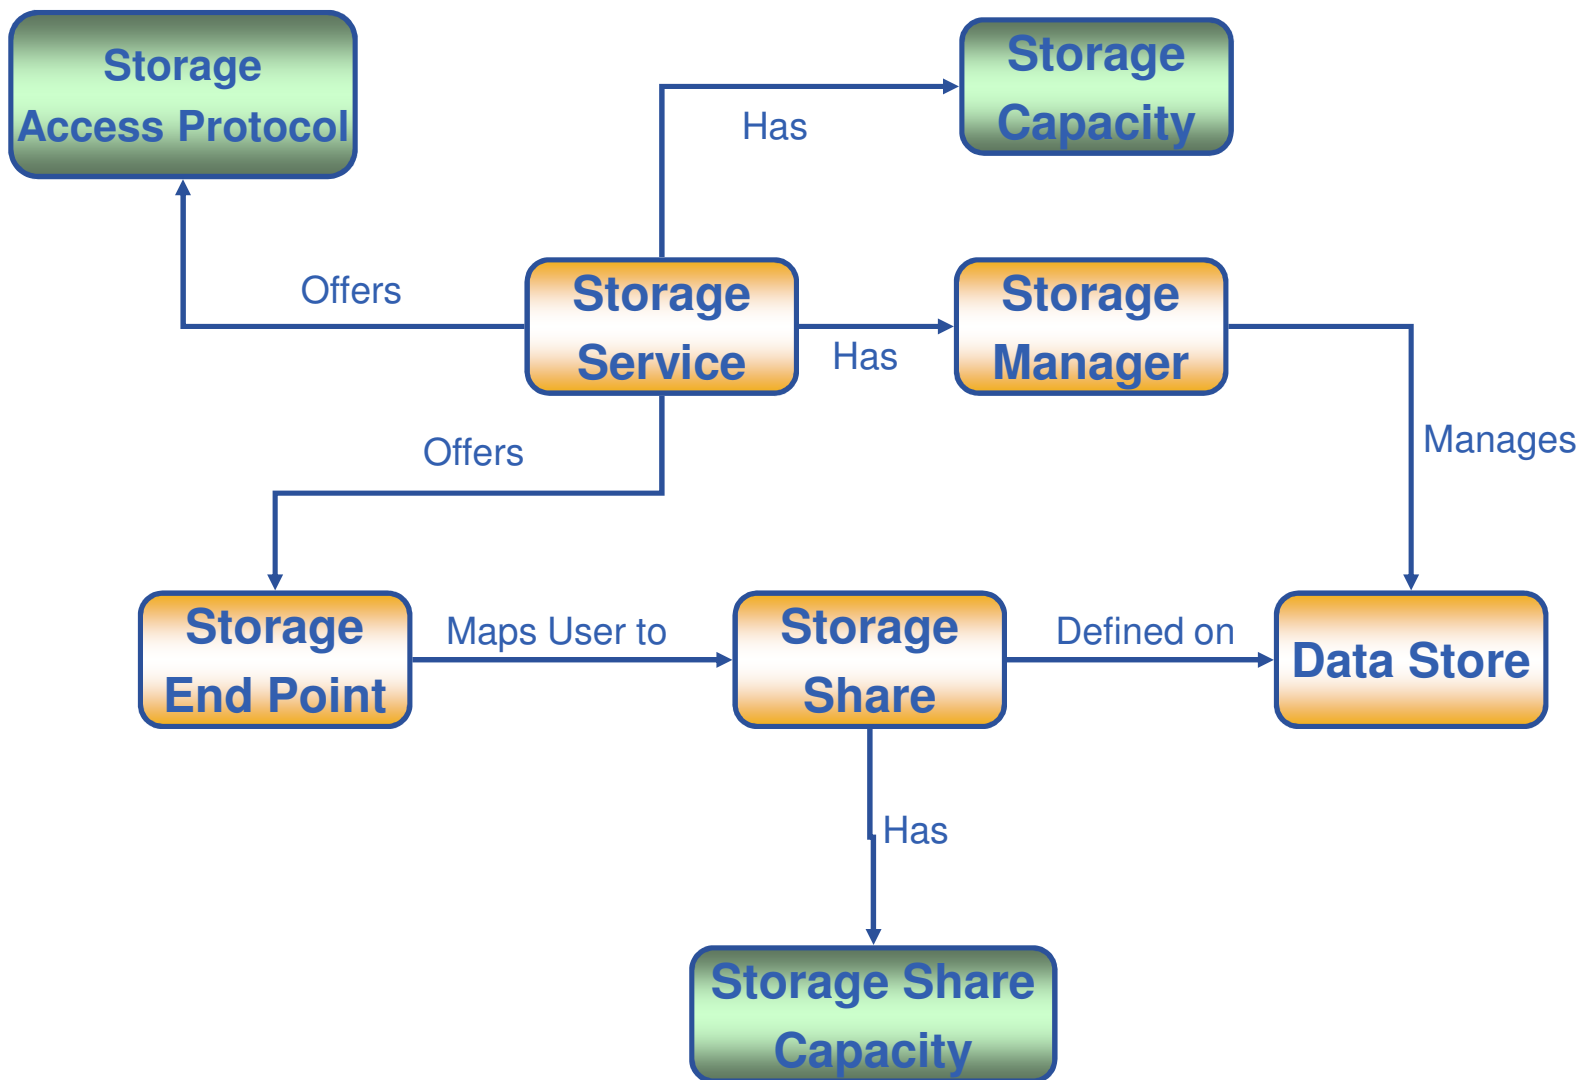 Storage
Access Protocol
Storage
Capacity
Has
Offers
Storage
Service
Has
Storage
Manager
Manages
Offers
Storage
End Point
Maps User to
Storage
Share
Defined on
Data Store
Has
Storage Share
Capacity